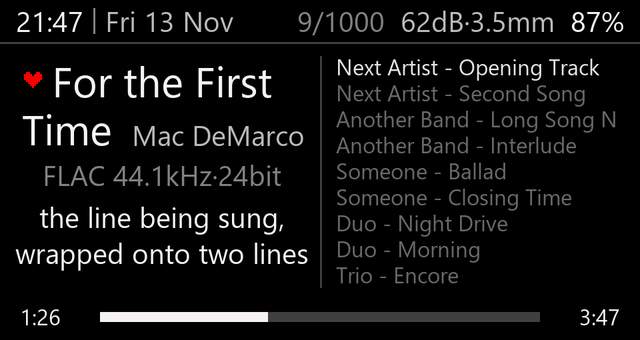 21:47 | Fri 13 Nov 9/1000 62dB·3.5mm 87%
For the First
Time Mac DeMarco
FLAC 44.1kHz·24bit
the line being sung,
wrapped onto two lines
Next Artist - Opening Track
Next Artist - Second Song
Another Band - Long Song N
Another Band - Interlude
Someone - Ballad
Someone - Closing Time
Duo - Night Drive
Duo - Morning
Trio - Encore
1:26 3:47